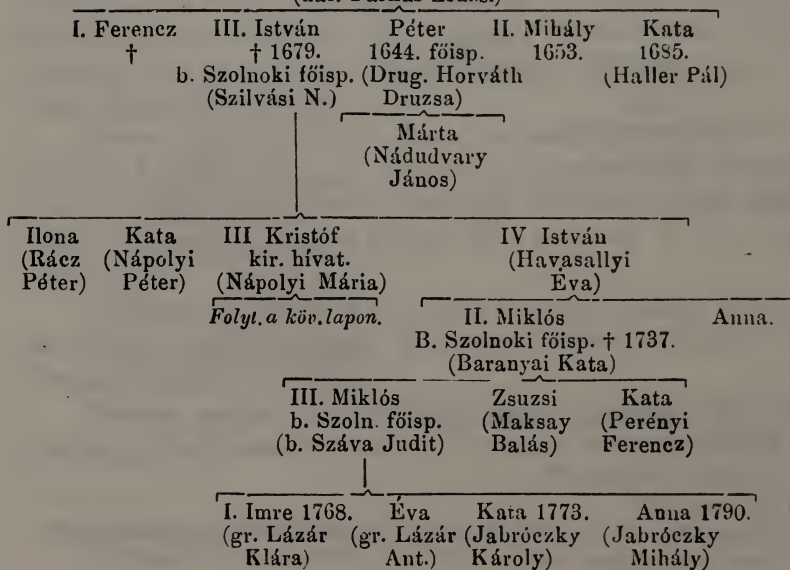 I. Ferencz III. István Péter II. Mihály Kata
† † 1679. 1644. főisp. 1653. 1685.
b. Szolnoki főisp. (Drug. Horváth (Haller Pál)
(Szilvási N.) Druzsa)
Márta
(Nádudvary
János)
Ilona Kata III Kristóf IV István
(Rácz (Nápolyi kir. hívat. (Havasallyi
Péter) Péter) (Nápolyi Mária) Éva)
Folyt. a köv. lapon. II. Miklós Anna.
B. Szolnoki főisp. † 1737.
(Baranyai Kata)
III. Miklós Zsuzsi Kata
b. Szoln. főisp. (Maksay (Perényi
(b. Száva Judit) Balás) Ferencz)
I. Imre 1768. Éva Kata 1773. Anna 1790.
(gr. Lázár (gr. Lázár (Jabróczky (Jabróczky
Klára) Ant.) Károly) Mihály)